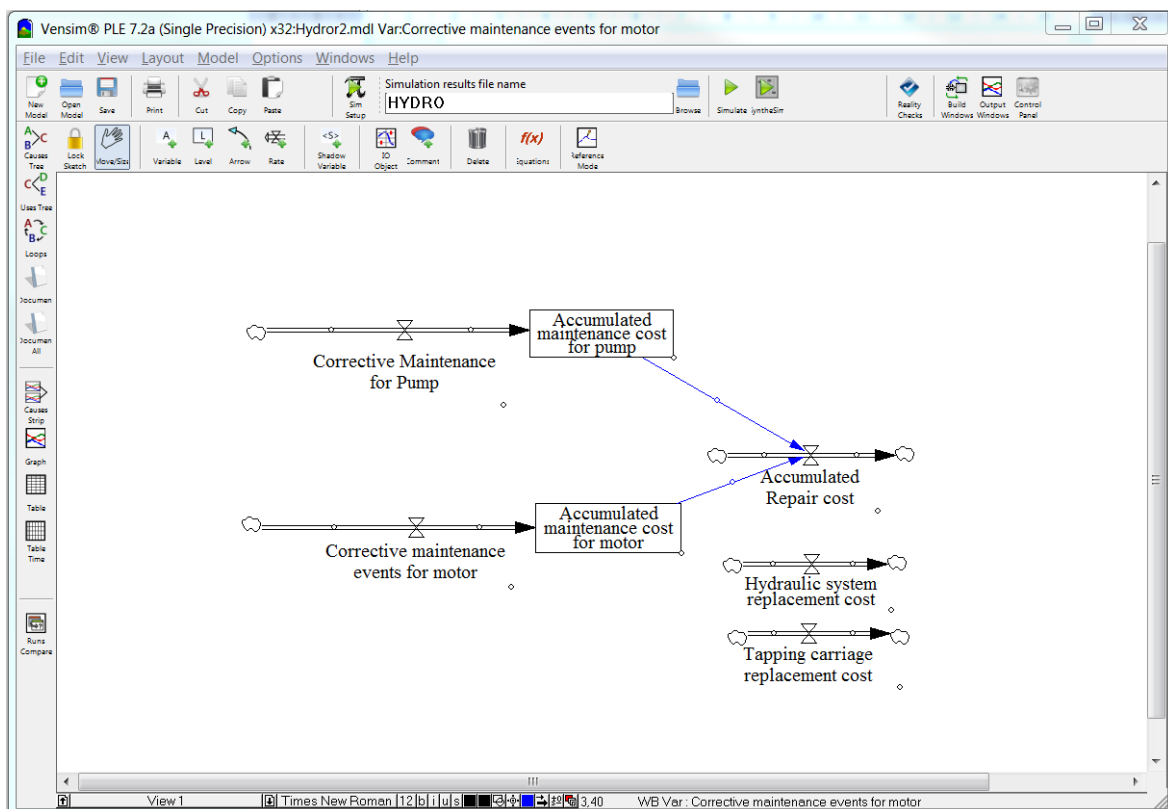 Vensim® PLE 7.2a (Single Precision) x32:Hydror2.mdl Var:Corrective maintenance events for motor
File Edit View Layout Model Options Windows Help
New Model
Open Model
Save
Print
Cut
Copy
Paste
Sim Setup
Simulation results file name
HYDRO
Browse
Simulate
SyntheSim
Reality Checks
Build Windows
Output Windows
Control Panel
Causes Tree
Lock Sketch
Move/Size
Variable
Level
Arrow
Rate
<S>
Shadow Variable
IO Object
Comment
Delete
f(x)
Equations
Reference Mode
Uses Tree
Loops
Documen
Documen All
Causes Strip
Graph
Table
Table Time
Runs Compare
Accumulated
maintenance cost
for pump
Corrective Maintenance
for Pump
Accumulated
Repair cost
Accumulated
maintenance cost
for motor
Corrective maintenance
events for motor
Hydraulic system
replacement cost
Tapping carriage
replacement cost
View 1
Times New Roman 12 b i u s
3,40
WB Var : Corrective maintenance events for motor